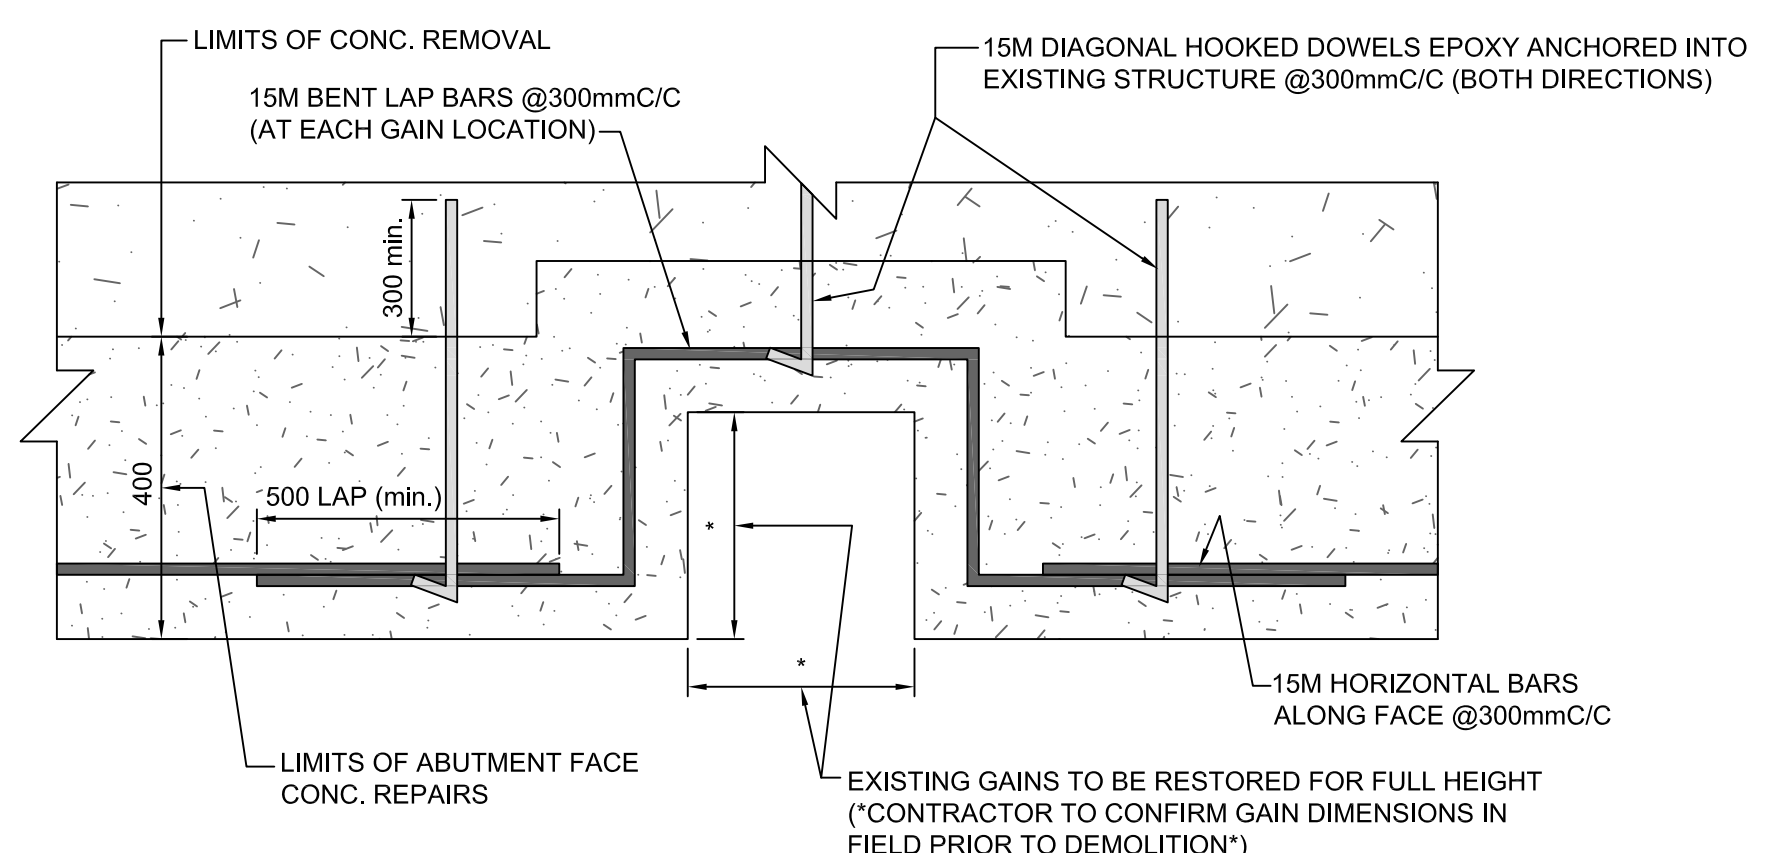 LIMITS OF CONC. REMOVAL
15M DIAGONAL HOOKED DOWELS EPOXY ANCHORED INTO
EXISTING STRUCTURE @300mmC/C (BOTH DIRECTIONS)
15M BENT LAP BARS @300mmC/C
(AT EACH GAIN LOCATION)
300 min.
400
500 LAP (min.)
*
*
15M HORIZONTAL BARS
ALONG FACE @300mmC/C
LIMITS OF ABUTMENT FACE
CONC. REPAIRS
EXISTING GAINS TO BE RESTORED FOR FULL HEIGHT
(*CONTRACTOR TO CONFIRM GAIN DIMENSIONS IN
FIELD PRIOR TO DEMOLITION*)